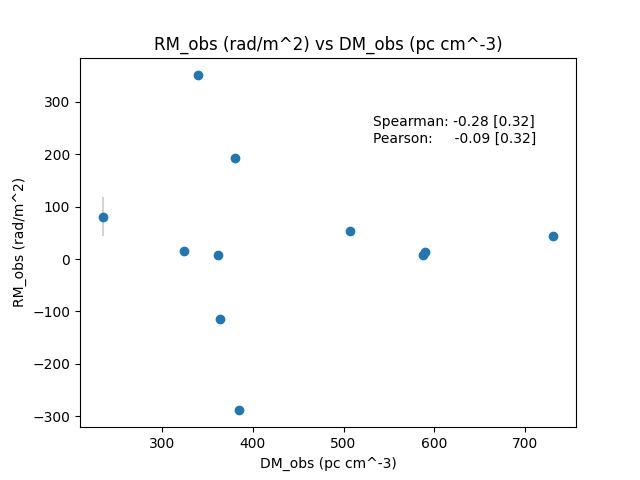 RM_obs (rad/m^2) vs DM_obs (pc cm^-3)
Spearman: -0.28 [0.32]
Pearson: -0.09 [0.32]
RM_obs (rad/m^2)
300
200
100
0
−100
−200
−300
300 400 500 600 700
DM_obs (pc cm^-3)